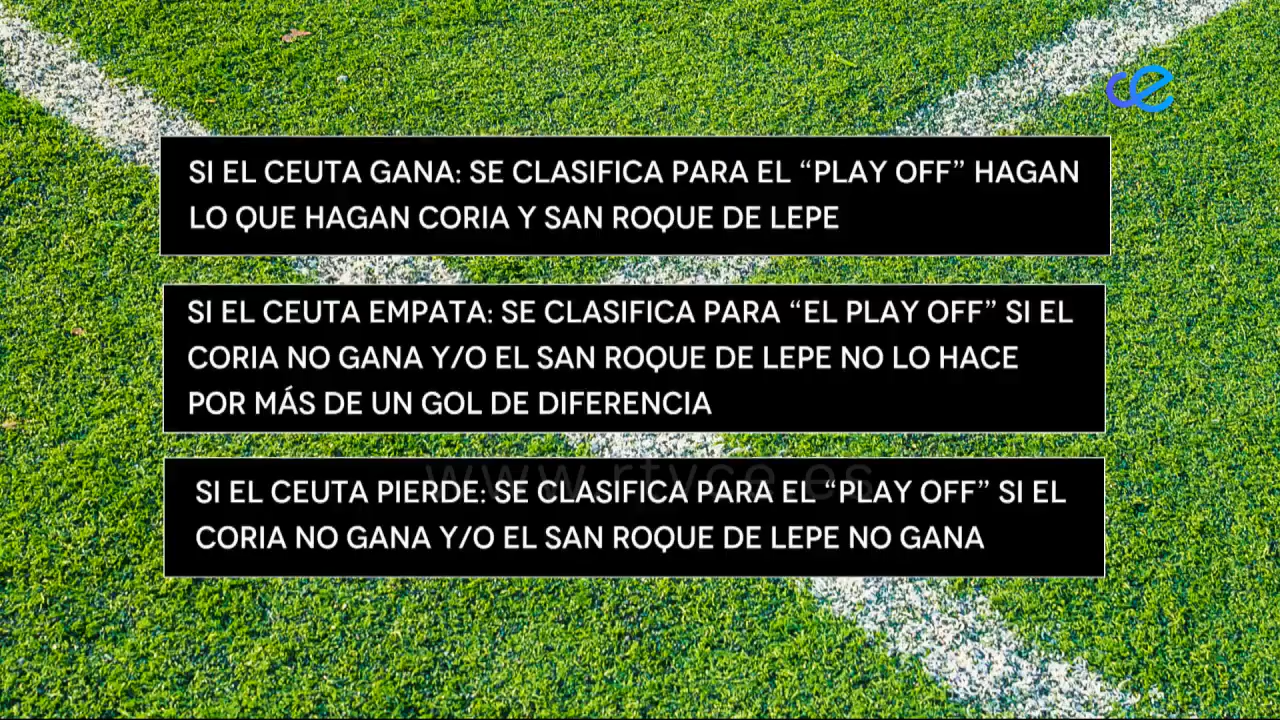 SI EL CEUTA GANA: SE CLASIFICA PARA EL “PLAY OFF” HAGAN
LO QUE HAGAN CORIA Y SAN ROQUE DE LEPE
SI EL CEUTA EMPATA: SE CLASIFICA PARA “EL PLAY OFF” SI EL
CORIA NO GANA Y/O EL SAN ROQUE DE LEPE NO LO HACE
POR MÁS DE UN GOL DE DIFERENCIA
www.rtvce.es
SI EL CEUTA PIERDE: SE CLASIFICA PARA EL “PLAY OFF” SI EL
CORIA NO GANA Y/O EL SAN ROQUE DE LEPE NO GANA